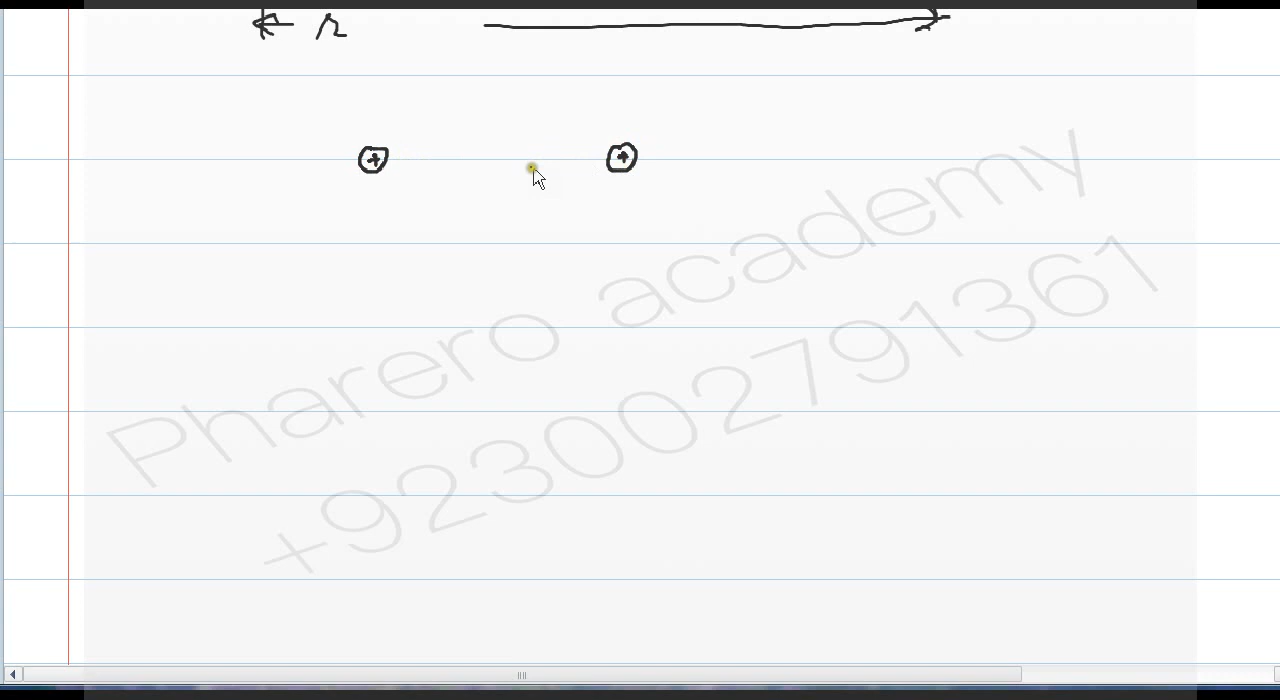 r
+ +
Pharero academy
+923002791361